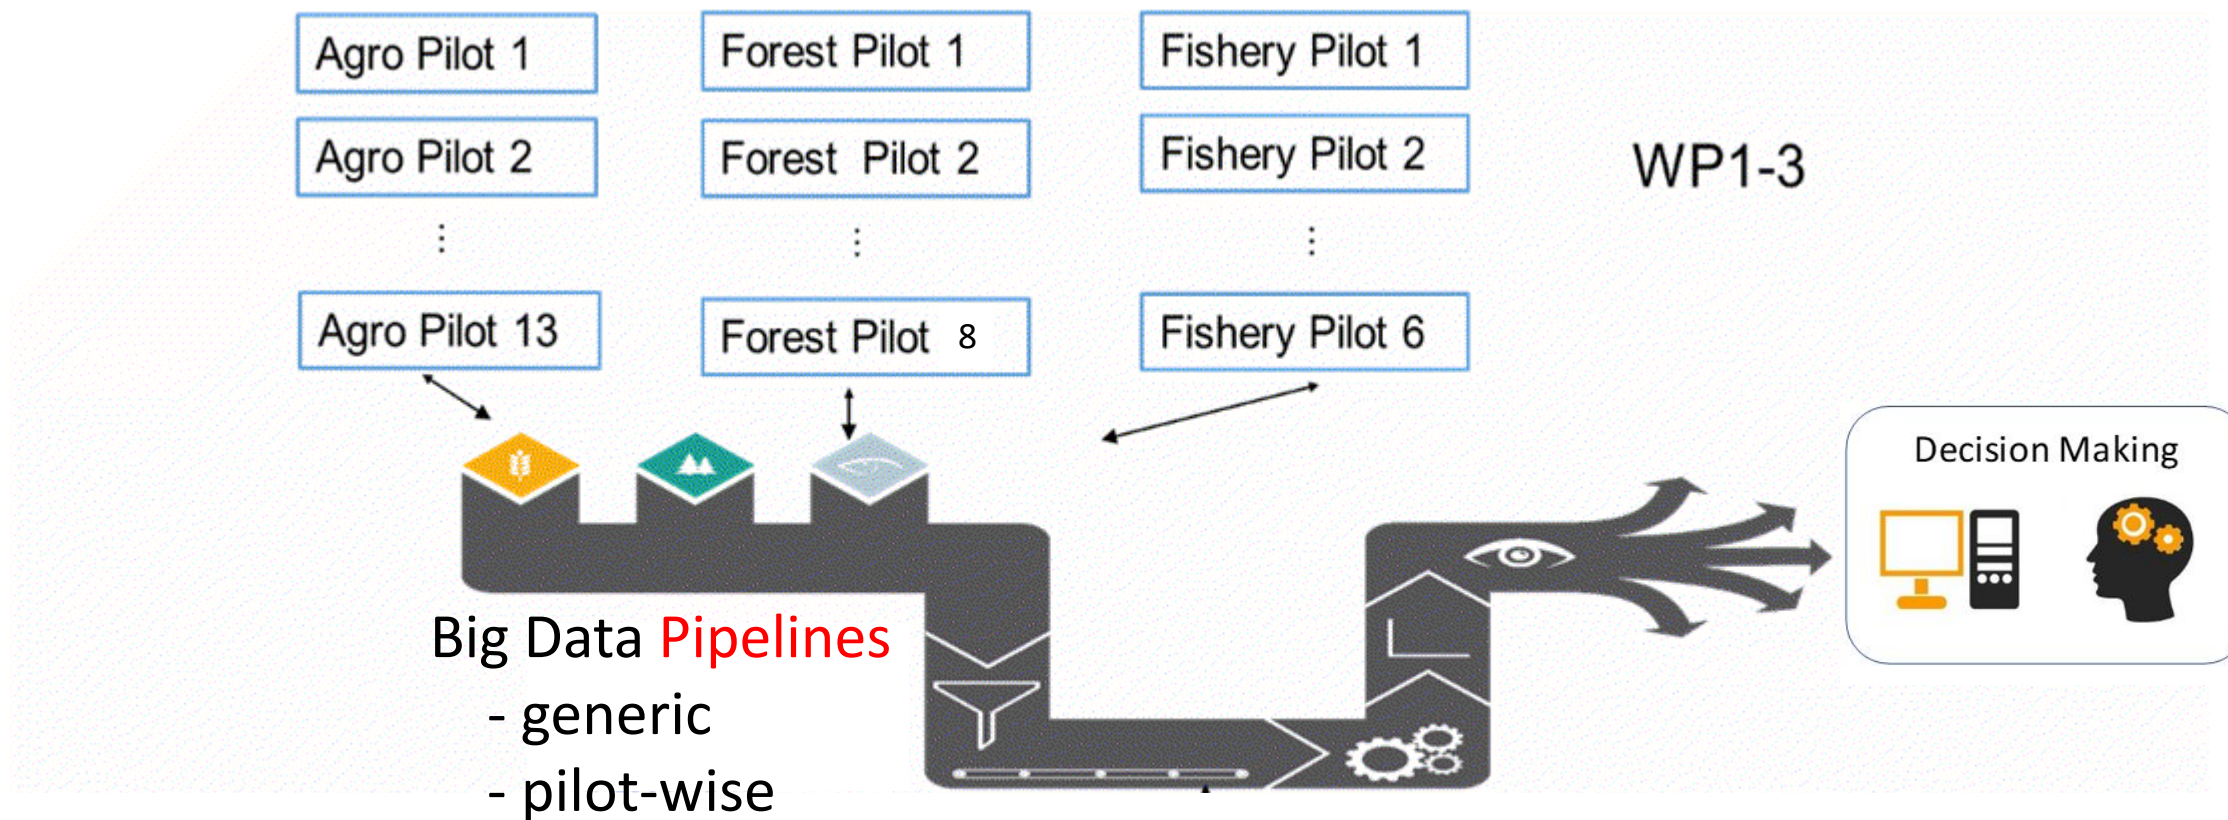 Agro Pilot 1
Forest Pilot 1
Fishery Pilot 1
Agro Pilot 2
Forest Pilot 2
Fishery Pilot 2
WP1-3
⋮
⋮
⋮
Agro Pilot 13
Forest Pilot 8
Fishery Pilot 6
Decision Making
Big Data Pipelines
- generic
- pilot-wise